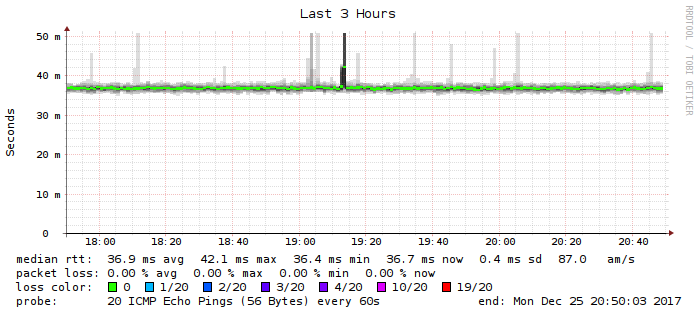 Last 3 Hours
RRDTOOL / TOBI OETIKER
Seconds
50 m
40 m
30 m
20 m
10 m
0
18:00 18:20 18:40 19:00 19:20 19:40 20:00 20:20 20:40
median rtt: 36.9 ms avg 42.1 ms max 36.4 ms min 36.7 ms now 0.4 ms sd 87.0 am/s
packet loss: 0.00 % avg 0.00 % max 0.00 % min 0.00 % now
loss color: 0 1/20 2/20 3/20 4/20 10/20 19/20
probe: 20 ICMP Echo Pings (56 Bytes) every 60s end: Mon Dec 25 20:50:03 2017